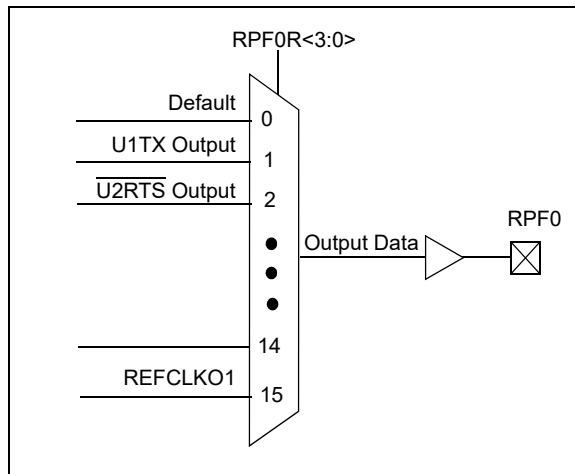 RPF0R<3:0>
Default
0
U1TX Output
1
U2RTS Output
2
Output Data
RPF0
14
REFCLKO1
15